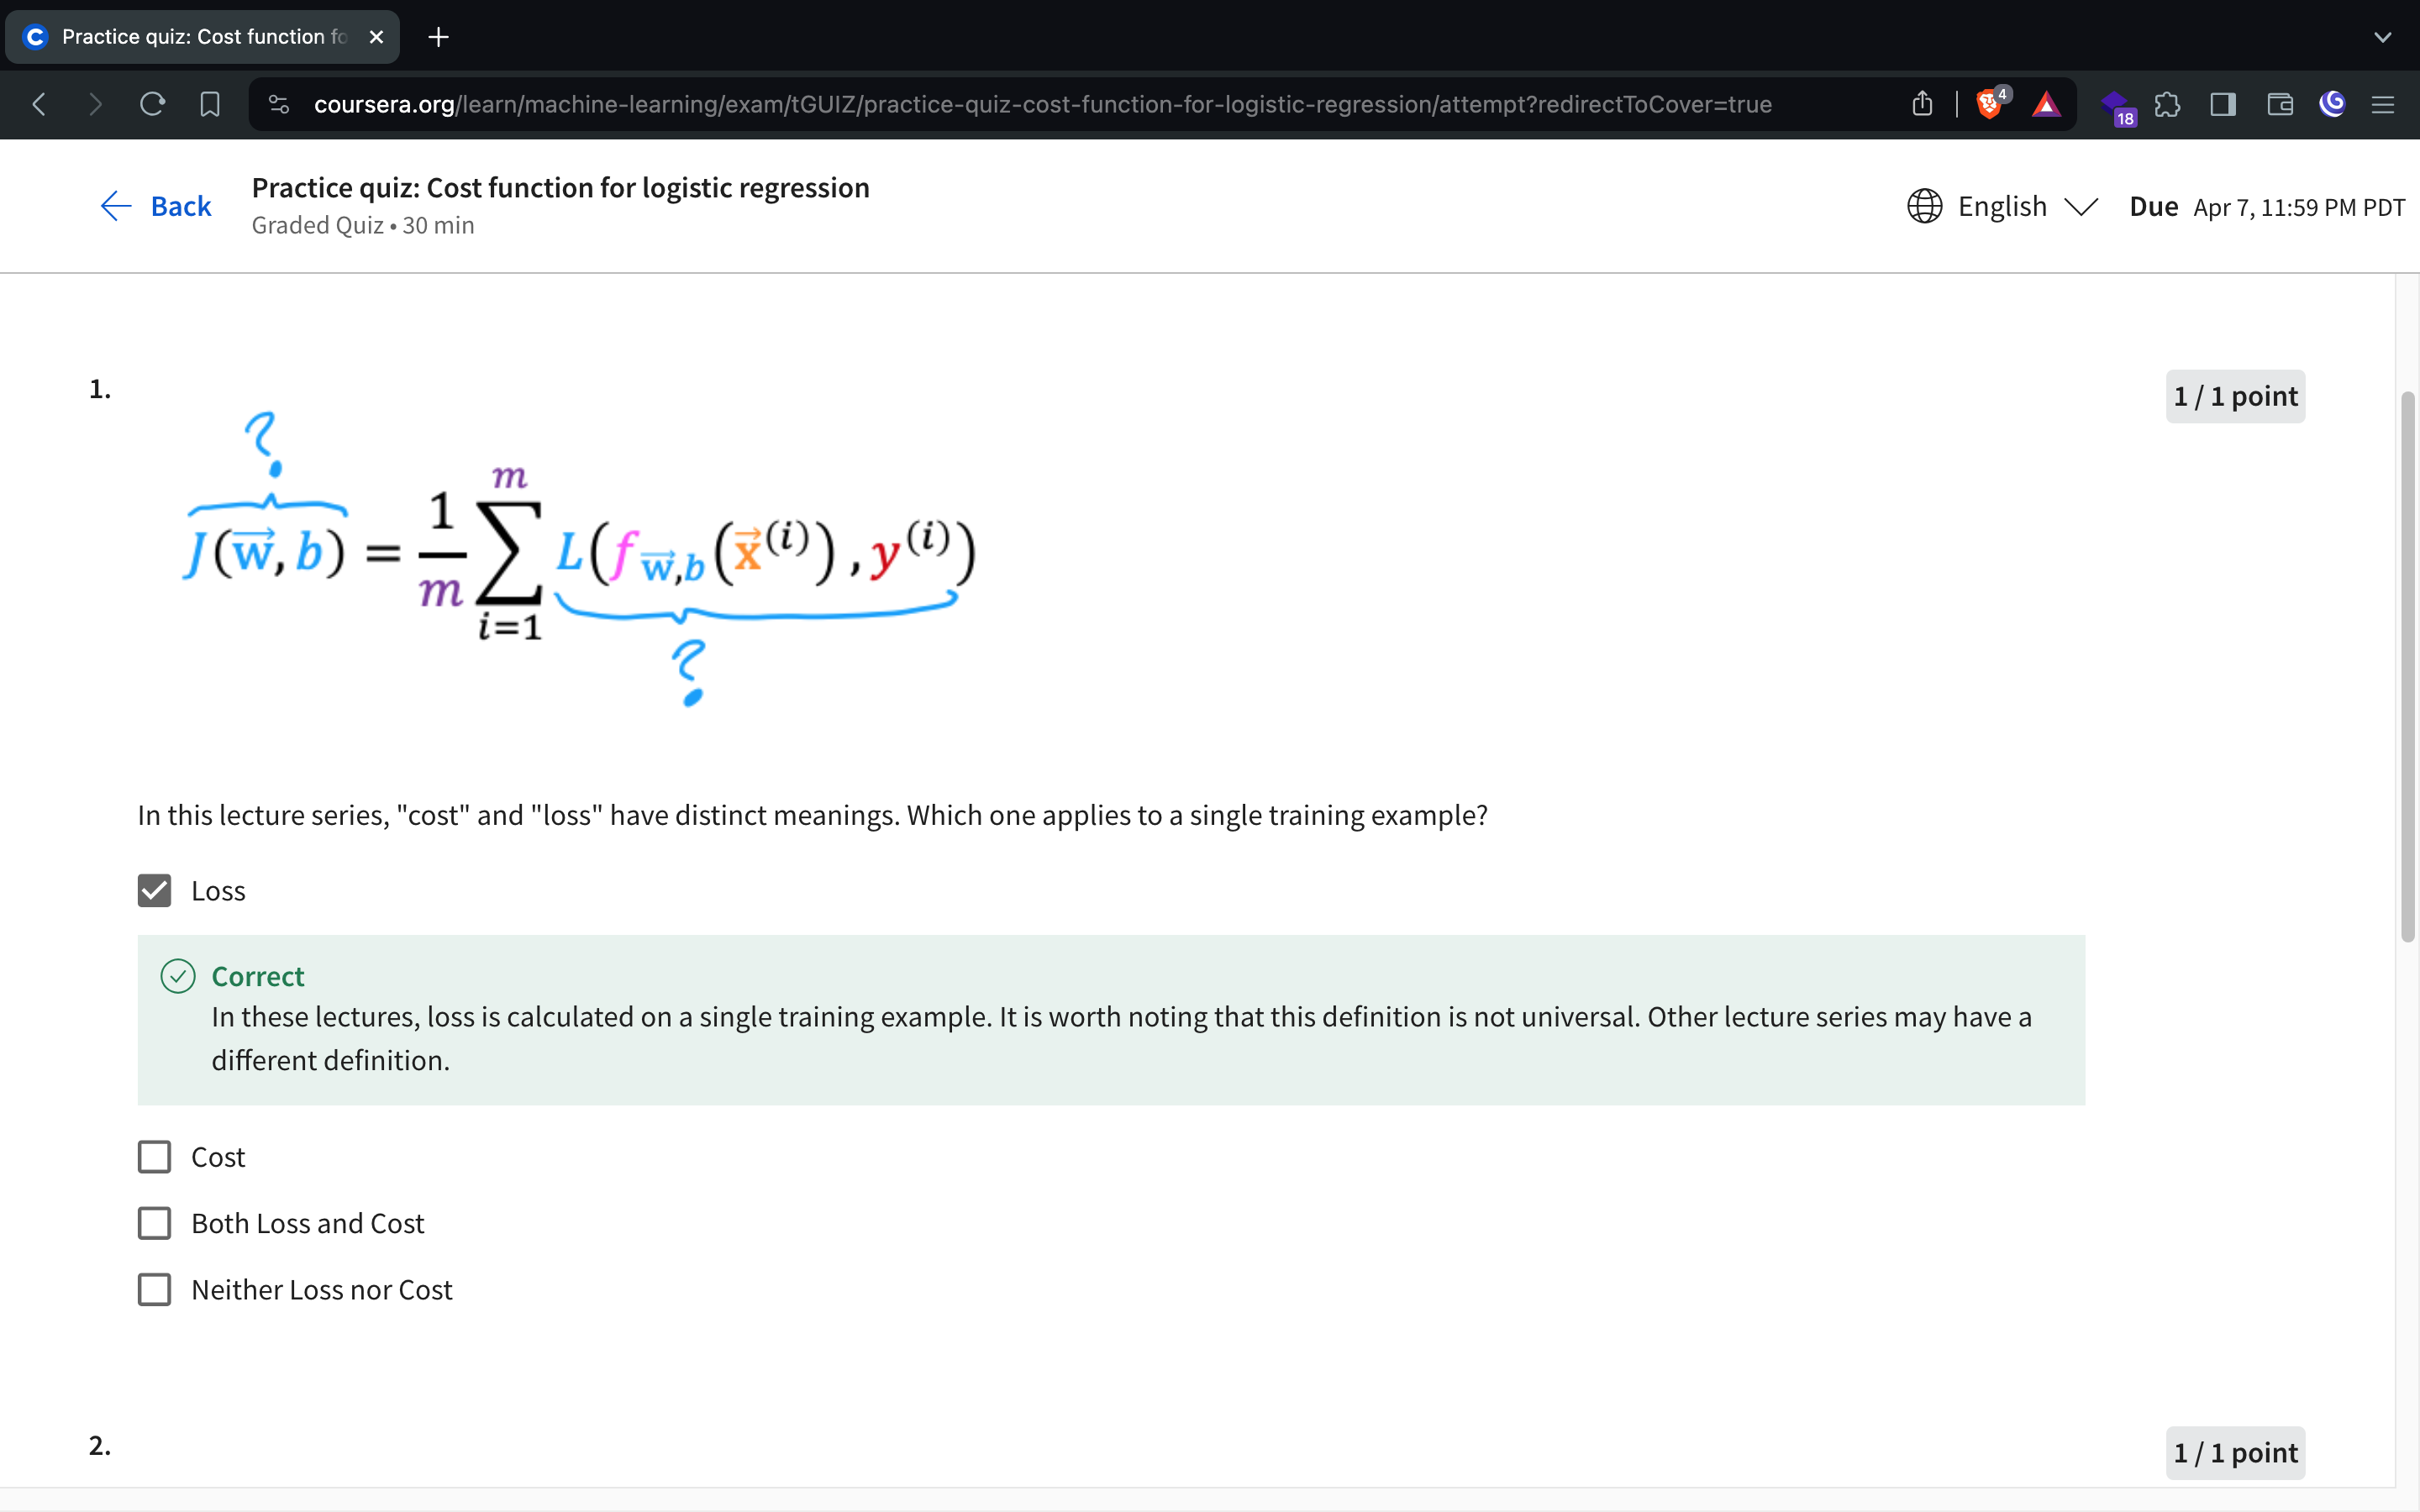 Practice quiz: Cost function fo
coursera.org/learn/machine-learning/exam/tGUIZ/practice-quiz-cost-function-for-logistic-regression/attempt?redirectToCover=true
4
18
Back
Practice quiz: Cost function for logistic regression
Graded Quiz • 30 min
English
Due Apr 7, 11:59 PM PDT
1.
1 / 1 point
?
J(w⃗, b) = 1/m ∑_{i=1}^{m} L(f_{w⃗,b}(x⃗^(i)), y^(i))
?
In this lecture series, "cost" and "loss" have distinct meanings. Which one applies to a single training example?
Loss
Correct
In these lectures, loss is calculated on a single training example. It is worth noting that this definition is not universal. Other lecture series may have a
different definition.
Cost
Both Loss and Cost
Neither Loss nor Cost
2.
1 / 1 point